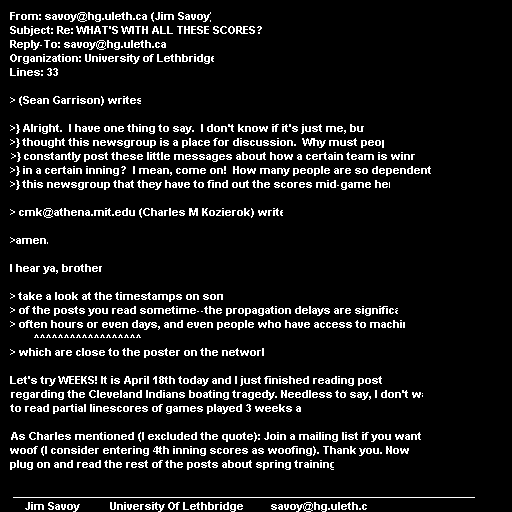 From: savoy@hg.uleth.ca (Jim Savoy)
Subject: Re: WHAT'S WITH ALL THESE SCORES?
Reply-To: savoy@hg.uleth.ca
Organization: University of Lethbridge
Lines: 33
> (Sean Garrison) writes
>} Alright.  I have one thing to say.  I don't know if it's just me, bu
>} thought this newsgroup is a place for discussion.  Why must peop
>} constantly post these little messages about how a certain team is winr
>} in a certain inning?  I mean, come on!  How many people are so dependent
>} this newsgroup that they have to find out the scores mid-game her
> cmk@athena.mit.edu (Charles M Kozierok) write
>amen.
I hear ya, brother
> take a look at the timestamps on son
> of the posts you read sometime--the propagation delays are significa
> often hours or even days, and even people who have access to machin
^^^^^^^^^^^^^^^^^^
> which are close to the poster on the network
Let's try WEEKS! It is April 18th today and I just finished reading post
regarding the Cleveland Indians boating tragedy. Needless to say, I don't wa
to read partial linescores of games played 3 weeks a
As Charles mentioned (I excluded the quote): Join a mailing list if you want
woof (I consider entering 4th inning scores as woofing). Thank you. Now
plug on and read the rest of the posts about spring training
Jim Savoy University Of Lethbridge savoy@hg.uleth.c